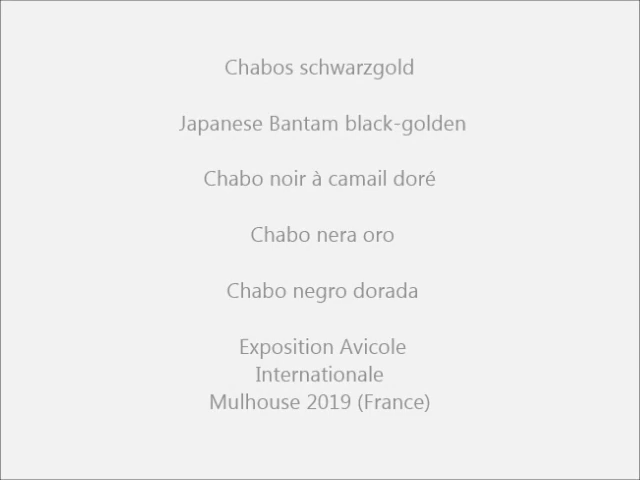 Chabos schwarzgold
Japanese Bantam black-golden
Chabo noir à camail doré
Chabo nera oro
Chabo negro dorada
Exposition Avicole
Internationale
Mulhouse 2019 (France)